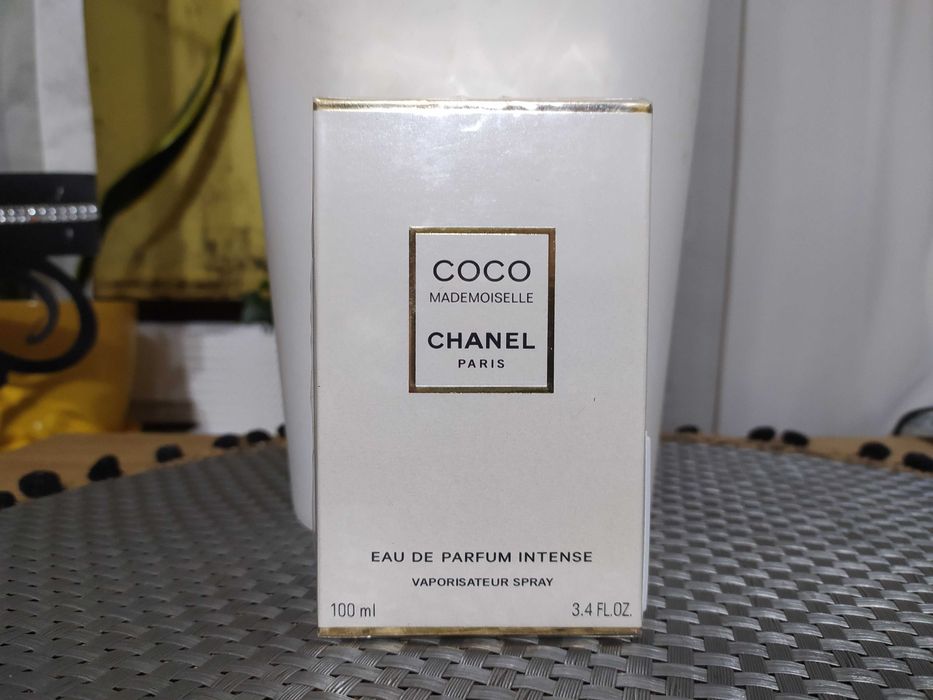 COCO
MADEMOISELLE
CHANEL
PARIS
EAU DE PARFUM INTENSE
VAPORISATEUR SPRAY
100 ml 3.4 FL.OZ.